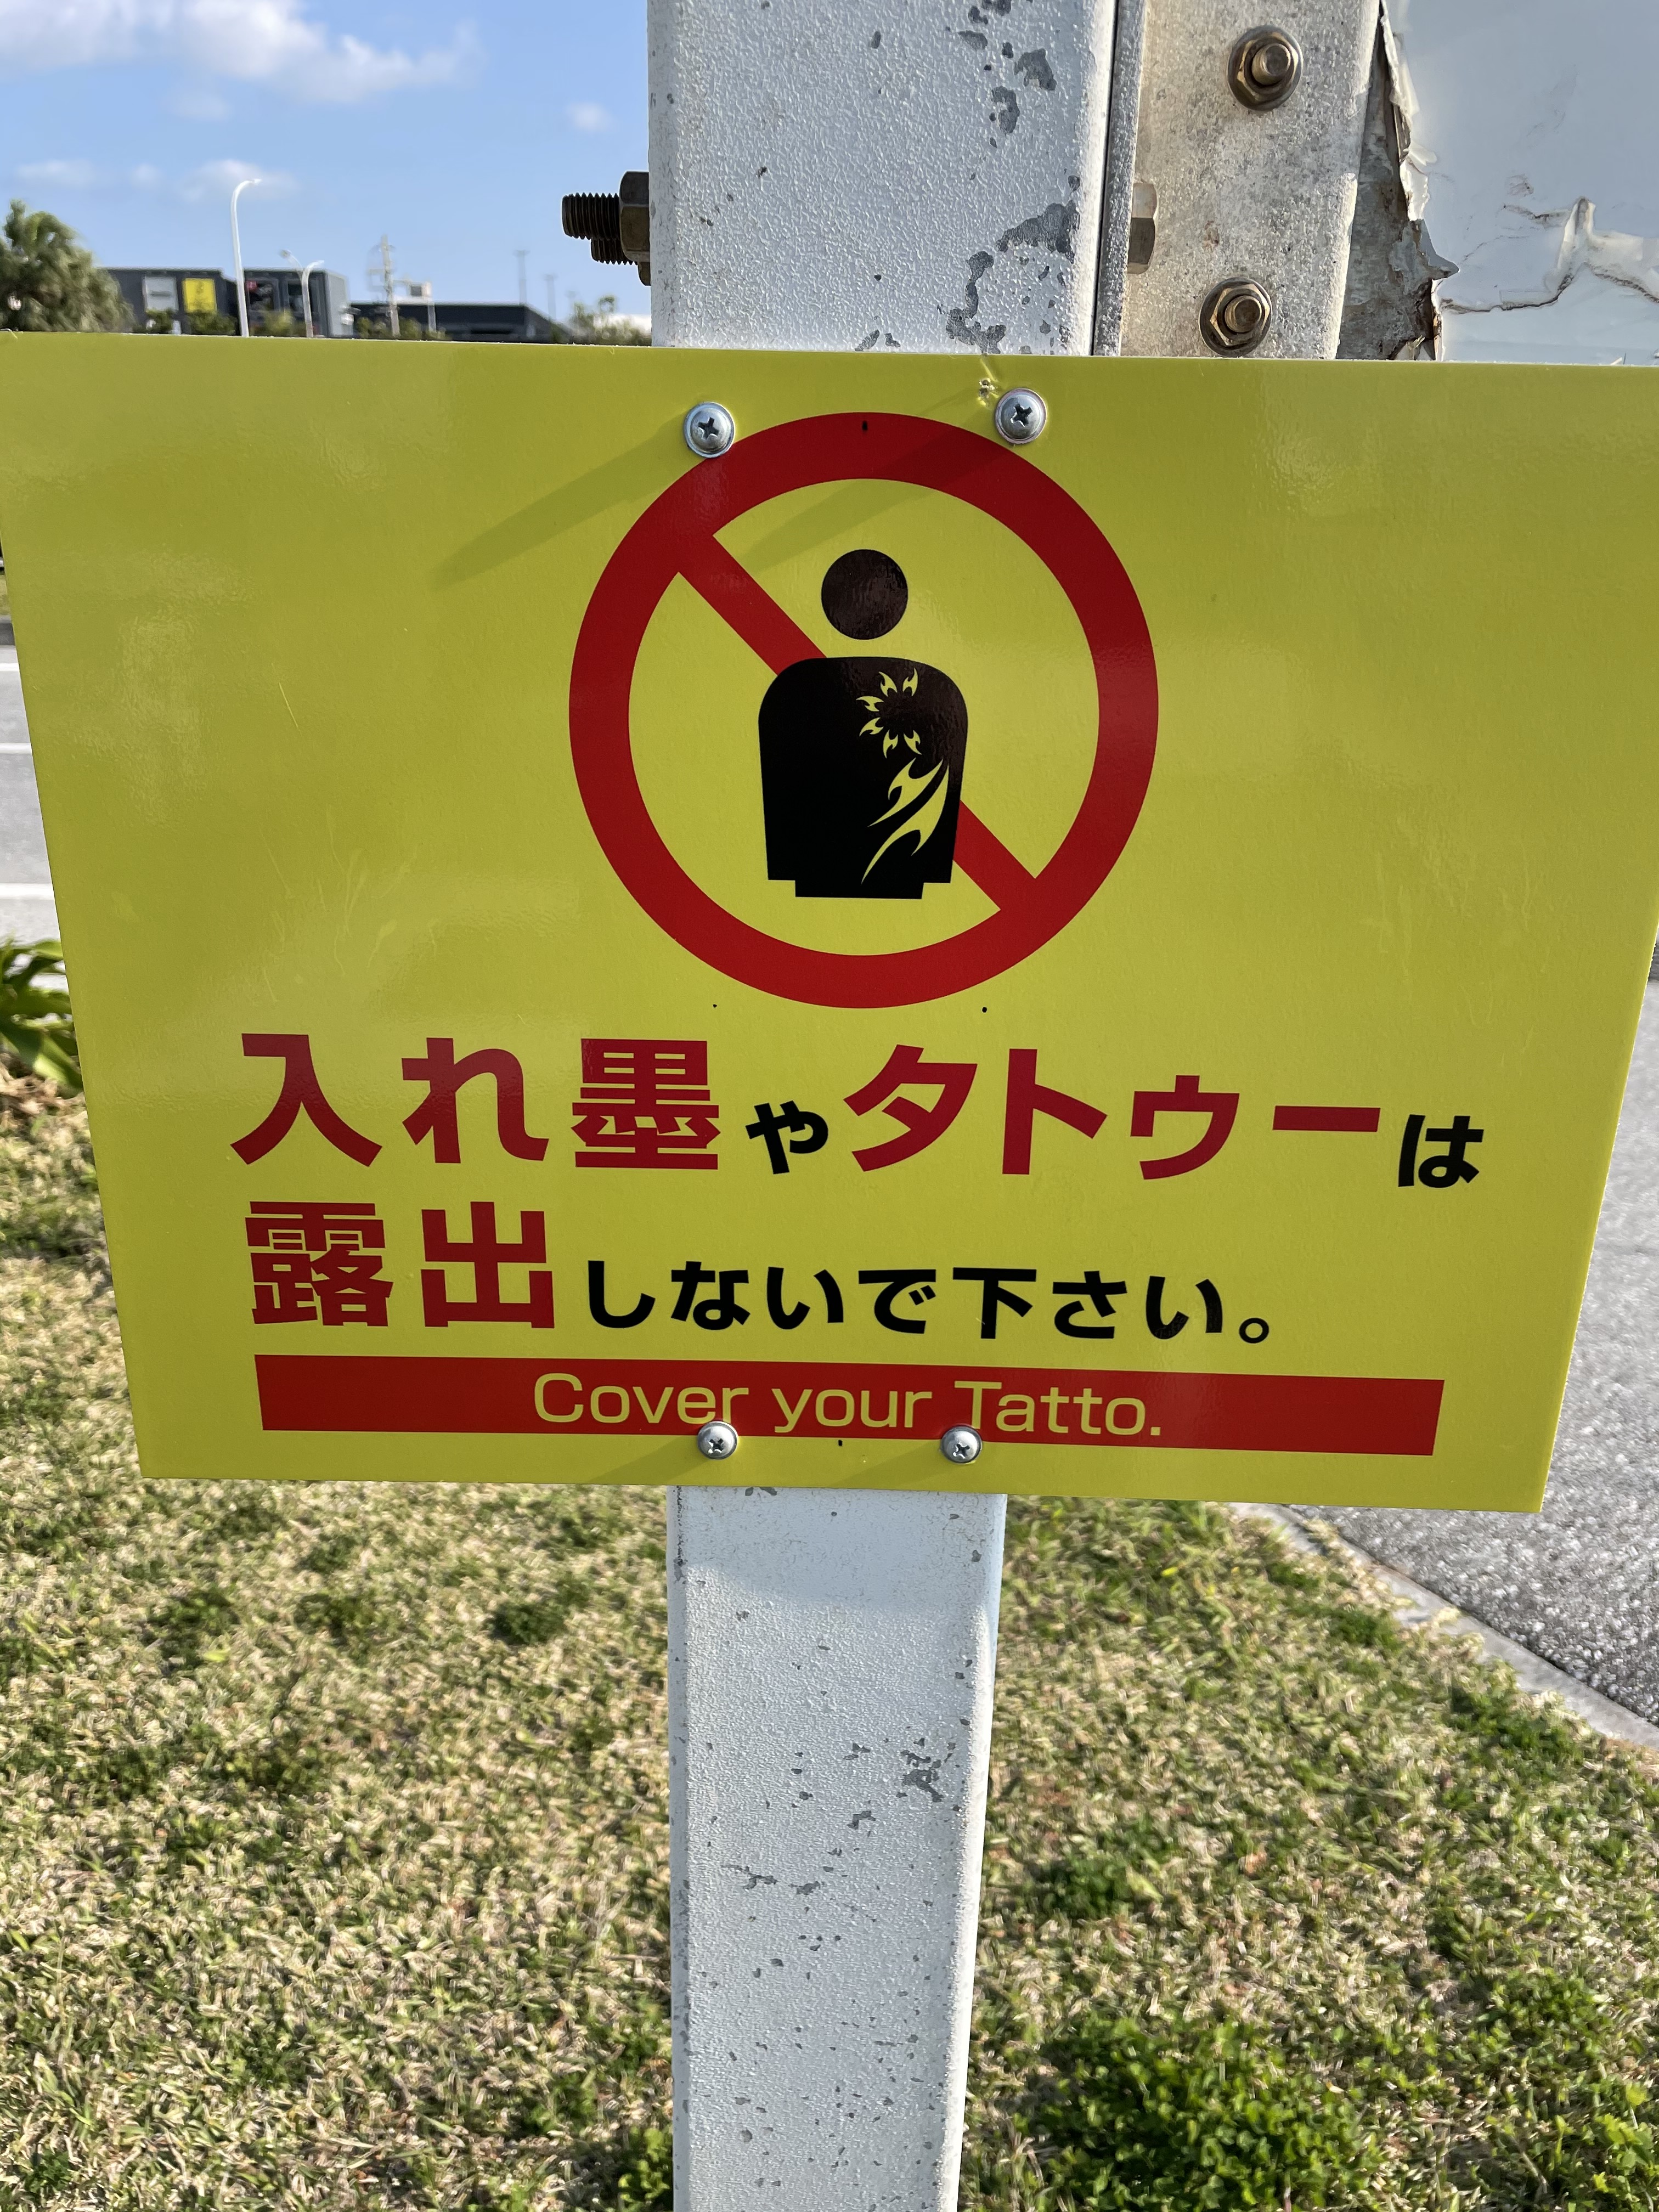 入れ墨やタトゥーは
露出しないで下さい。
Cover your Tatto.